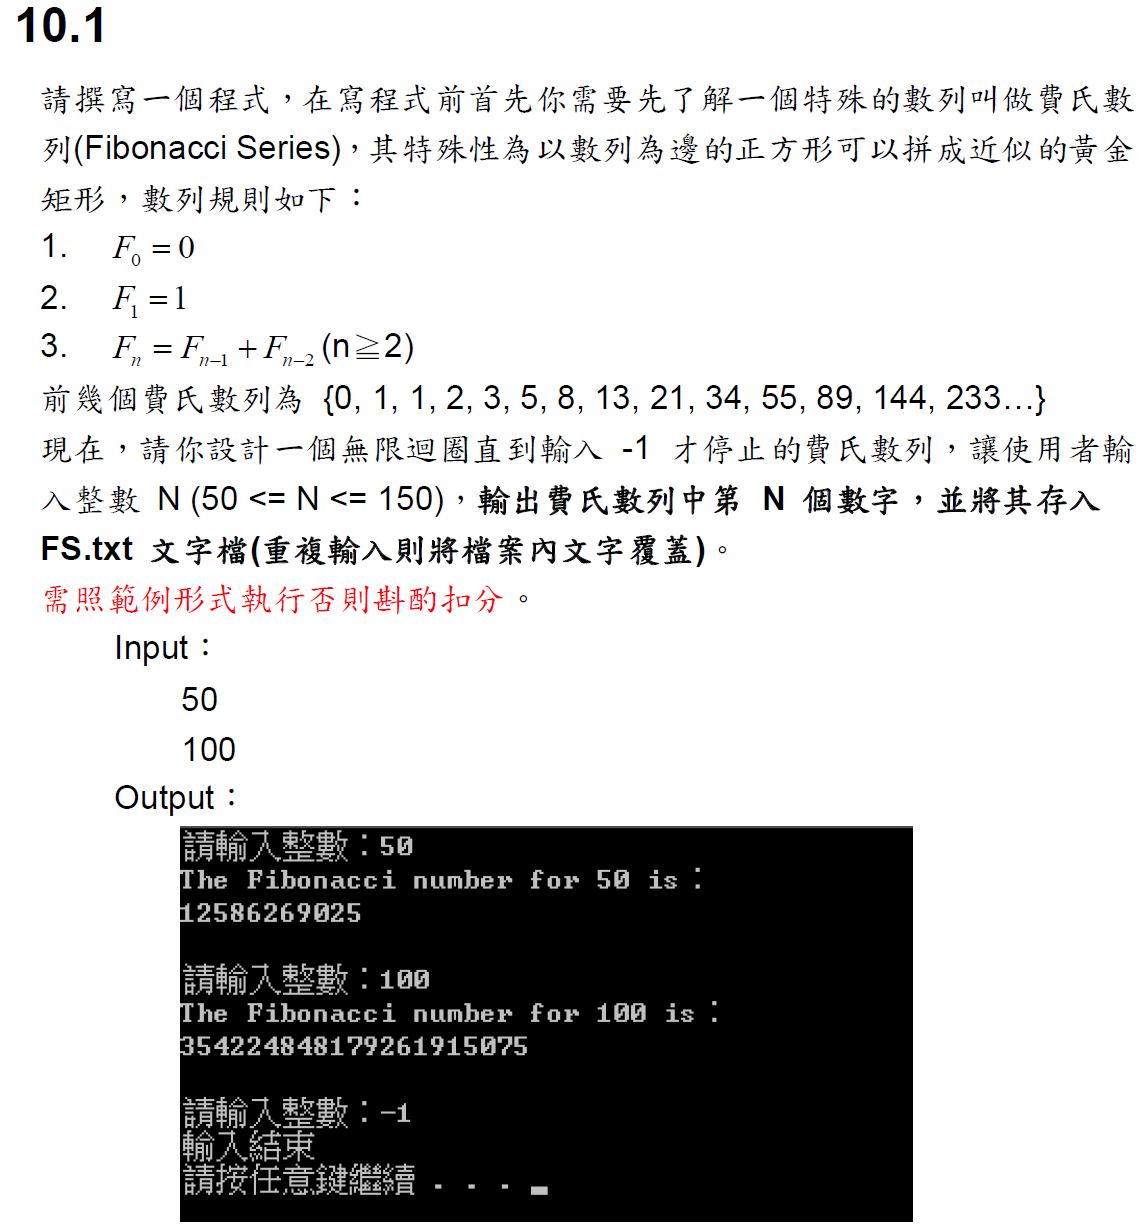 10.1
請撰寫一個程式，在寫程式前首先你需要先了解一個特殊的數列叫做費氏數
列(Fibonacci Series)，其特殊性為以數列為邊的正方形可以拼成近似的黃金
矩形，數列規則如下：
1. F₀ = 0
2. F₁ = 1
3. Fₙ = Fₙ₋₁ + Fₙ₋₂ (n≧2)
前幾個費氏數列為 {0, 1, 1, 2, 3, 5, 8, 13, 21, 34, 55, 89, 144, 233…}
現在，請你設計一個無限迴圈直到輸入 -1 才停止的費氏數列，讓使用者輸
入整數 N (50 <= N <= 150)，輸出費氏數列中第 N 個數字，並將其存入
FS.txt 文字檔(重複輸入則將檔案內文字覆蓋)。
需照範例形式執行否則斟酌扣分。
Input：
50
100
Output：
請輸入整數：50
The Fibonacci number for 50 is：
12586269025
請輸入整數：100
The Fibonacci number for 100 is：
354224848179261915075
請輸入整數：-1
輸入結束
請按任意鍵繼續 . . .